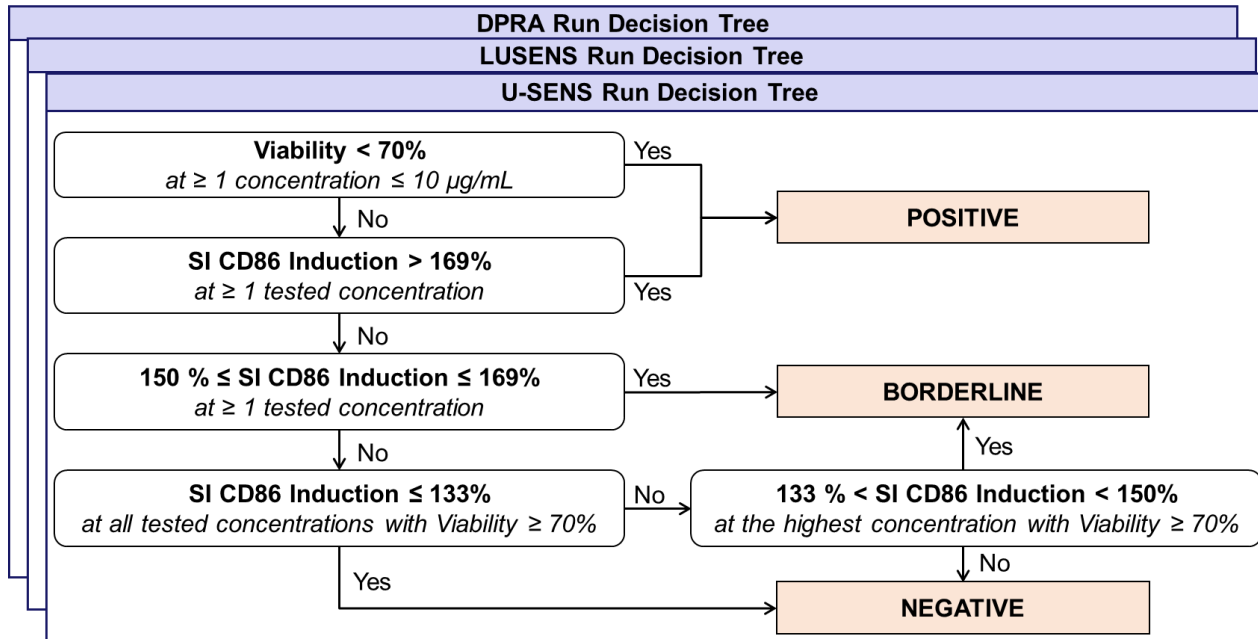 DPRA Run Decision Tree
LUSENS Run Decision Tree
U-SENS Run Decision Tree
Viability < 70%
at ≥ 1 concentration ≤ 10 µg/mL
Yes
No
POSITIVE
SI CD86 Induction > 169%
at ≥ 1 tested concentration
Yes
No
150 % ≤ SI CD86 Induction ≤ 169%
at ≥ 1 tested concentration
Yes
BORDERLINE
No
Yes
SI CD86 Induction ≤ 133%
at all tested concentrations with Viability ≥ 70%
No
133 % < SI CD86 Induction < 150%
at the highest concentration with Viability ≥ 70%
No
Yes
NEGATIVE